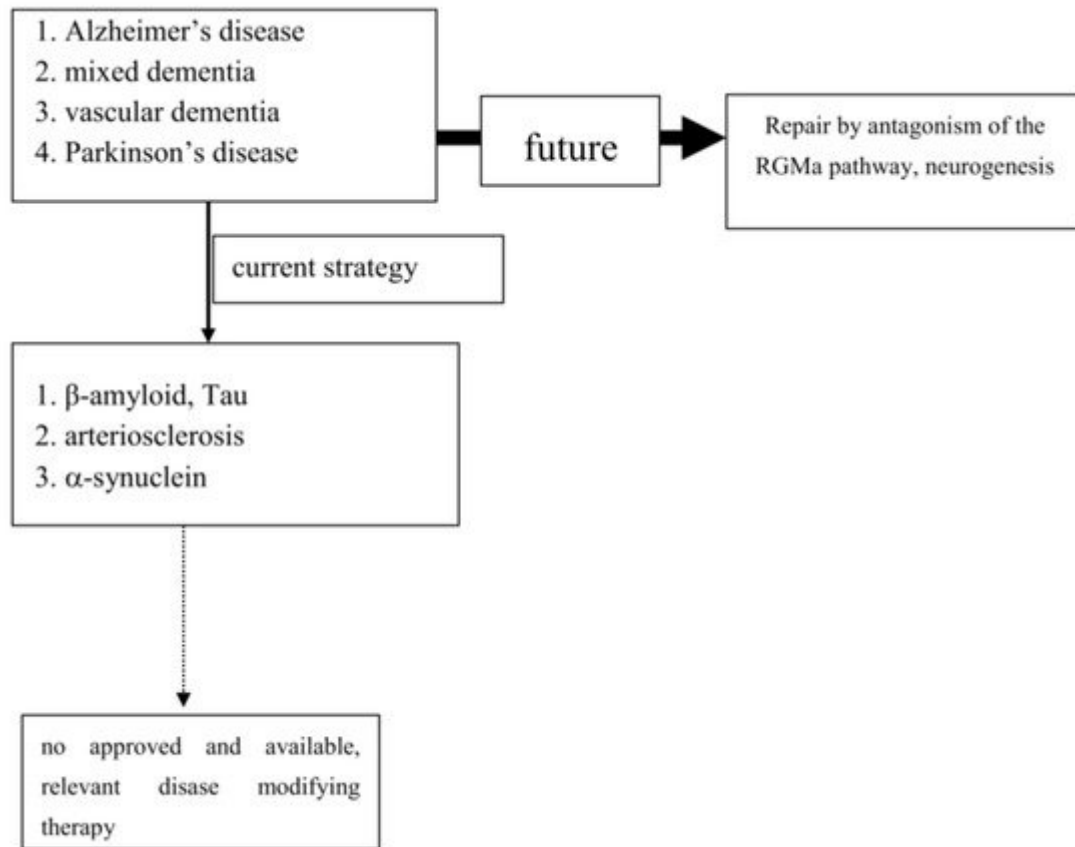 1. Alzheimer’s disease
2. mixed dementia
3. vascular dementia
4. Parkinson’s disease
future
Repair by antagonism of the
RGMa pathway, neurogenesis
current strategy
1. β-amyloid, Tau
2. arteriosclerosis
3. α-synuclein
no approved and available,
relevant disase modifying
therapy